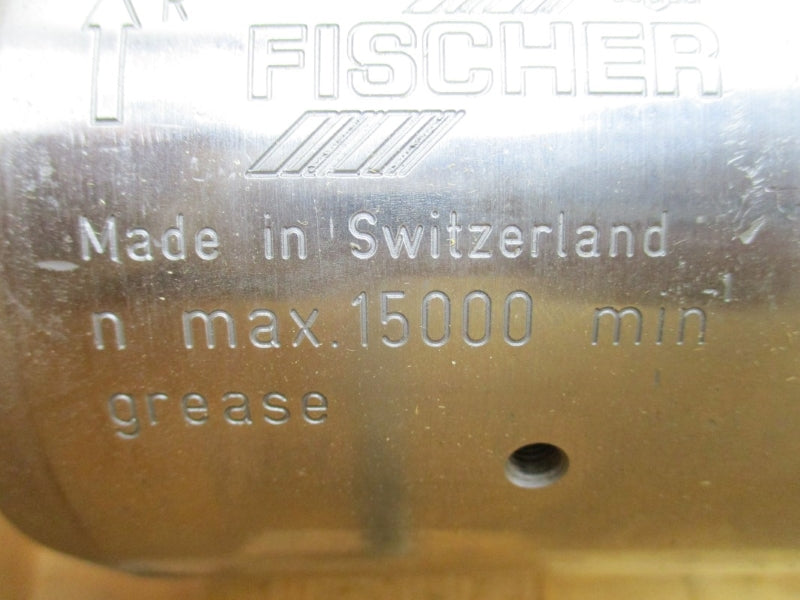 R
FISCHER
Made in Switzerland
n max.15000 min⁻¹
grease